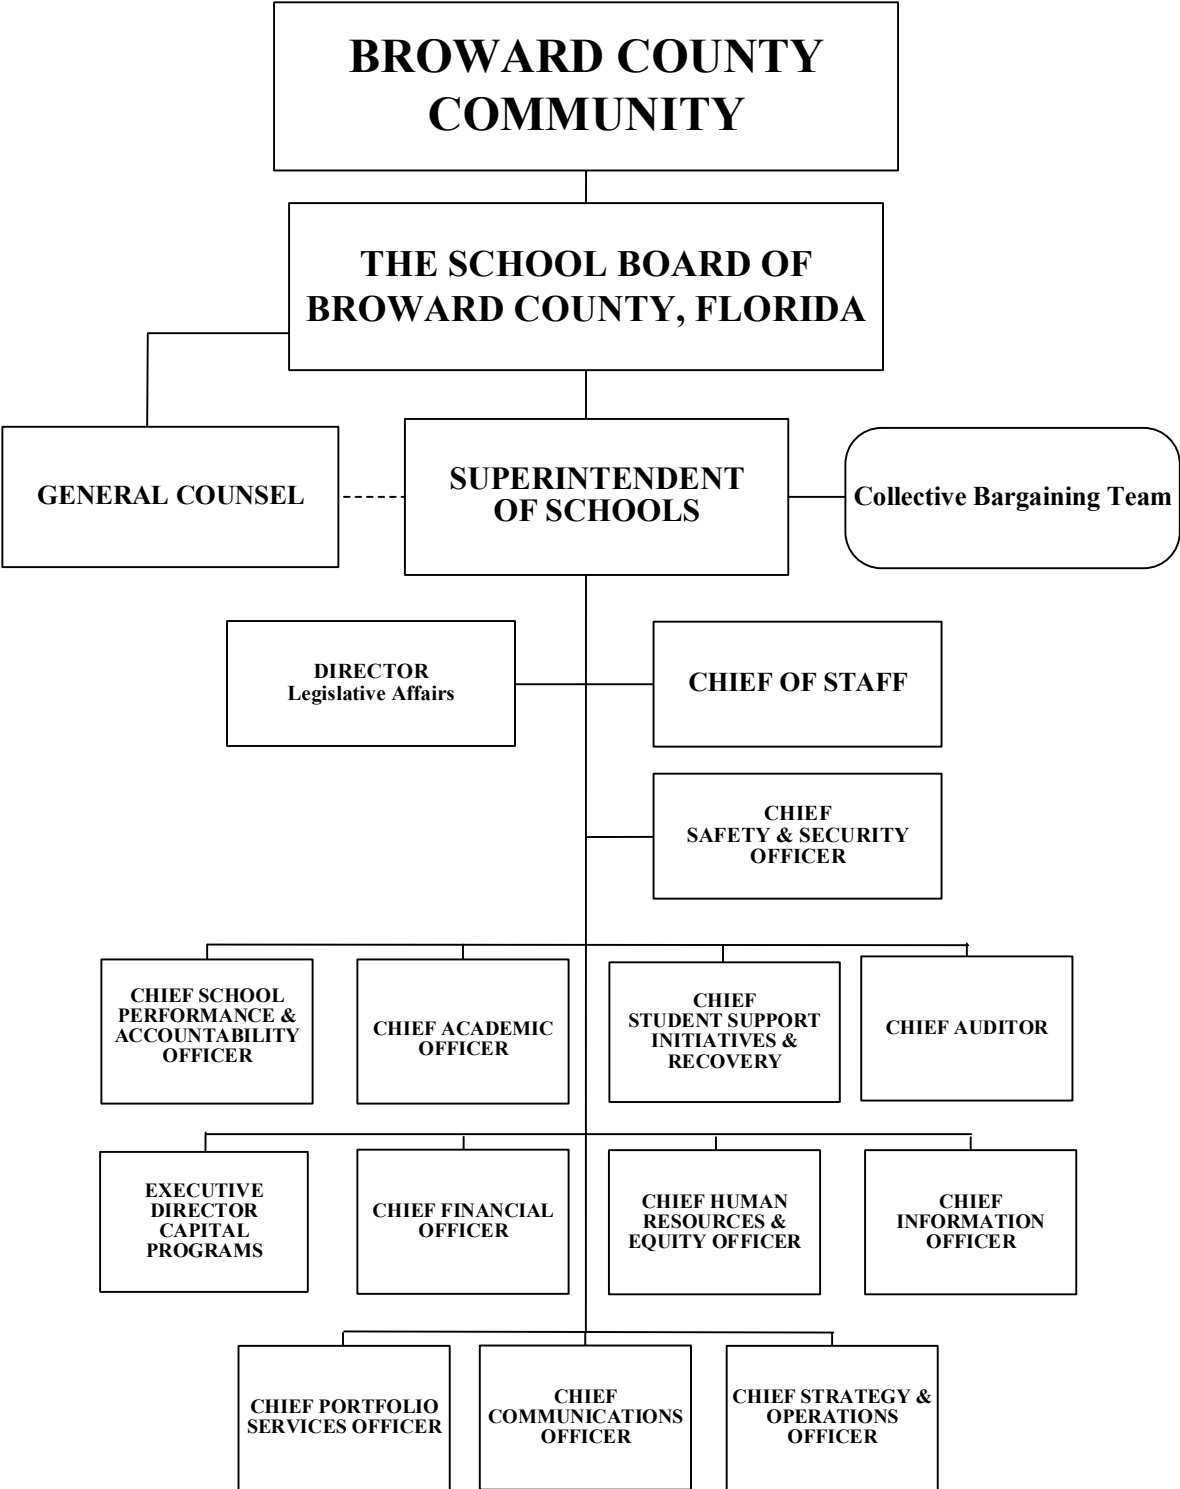 BROWARD COUNTY
COMMUNITY
THE SCHOOL BOARD OF
BROWARD COUNTY, FLORIDA
GENERAL COUNSEL
SUPERINTENDENT
OF SCHOOLS
Collective Bargaining Team
DIRECTOR
Legislative Affairs
CHIEF OF STAFF
CHIEF
SAFETY & SECURITY
OFFICER
CHIEF SCHOOL
PERFORMANCE &
ACCOUNTABILITY
OFFICER
CHIEF ACADEMIC
OFFICER
CHIEF
STUDENT SUPPORT
INITIATIVES &
RECOVERY
CHIEF AUDITOR
EXECUTIVE
DIRECTOR
CAPITAL
PROGRAMS
CHIEF FINANCIAL
OFFICER
CHIEF HUMAN
RESOURCES &
EQUITY OFFICER
CHIEF
INFORMATION
OFFICER
CHIEF PORTFOLIO
SERVICES OFFICER
CHIEF
COMMUNICATIONS
OFFICER
CHIEF STRATEGY &
OPERATIONS
OFFICER